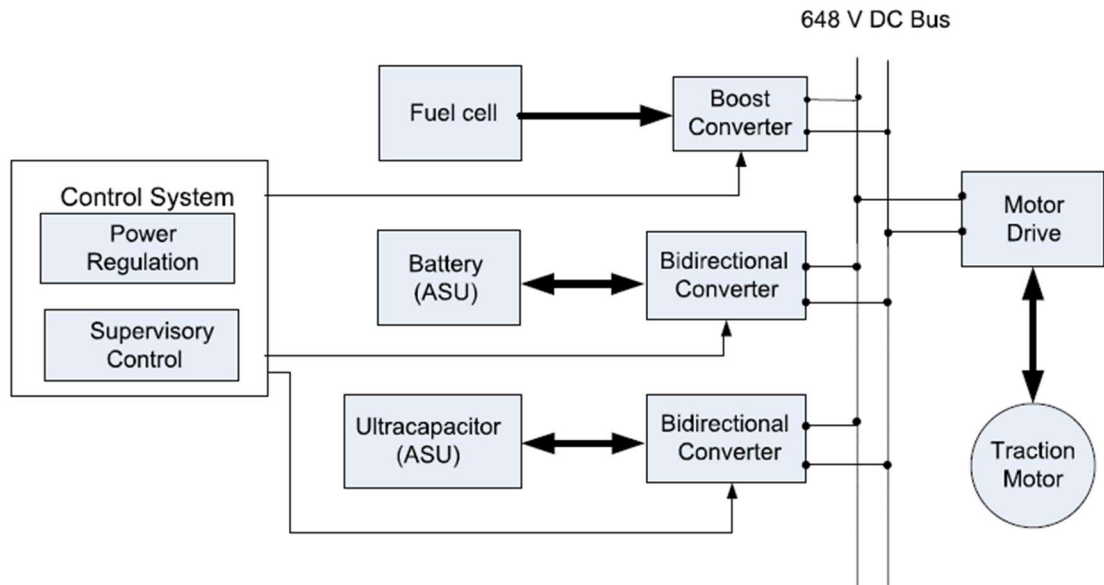 648 V DC Bus
Fuel cell
Boost
Converter
Control System
Power
Regulation
Supervisory
Control
Battery
(ASU)
Bidirectional
Converter
Motor
Drive
Ultracapacitor
(ASU)
Bidirectional
Converter
Traction
Motor